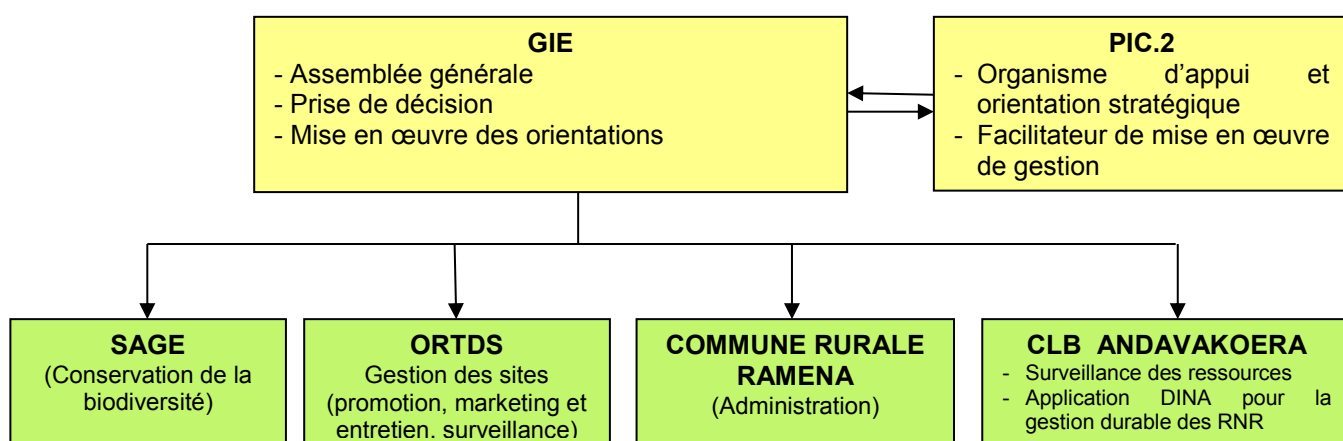 GIE
- Assemblée générale
- Prise de décision
- Mise en œuvre des orientations
PIC.2
- Organisme d'appui et
orientation stratégique
- Facilitateur de mise en œuvre
de gestion
SAGE
(Conservation de la
biodiversité)
ORTDS
Gestion des sites
(promotion, marketing et
entretien, surveillance)
COMMUNE RURALE
RAMENA
(Administration)
CLB ANDAVAKOERA
- Surveillance des ressources
- Application DINA pour la
gestion durable des RNR